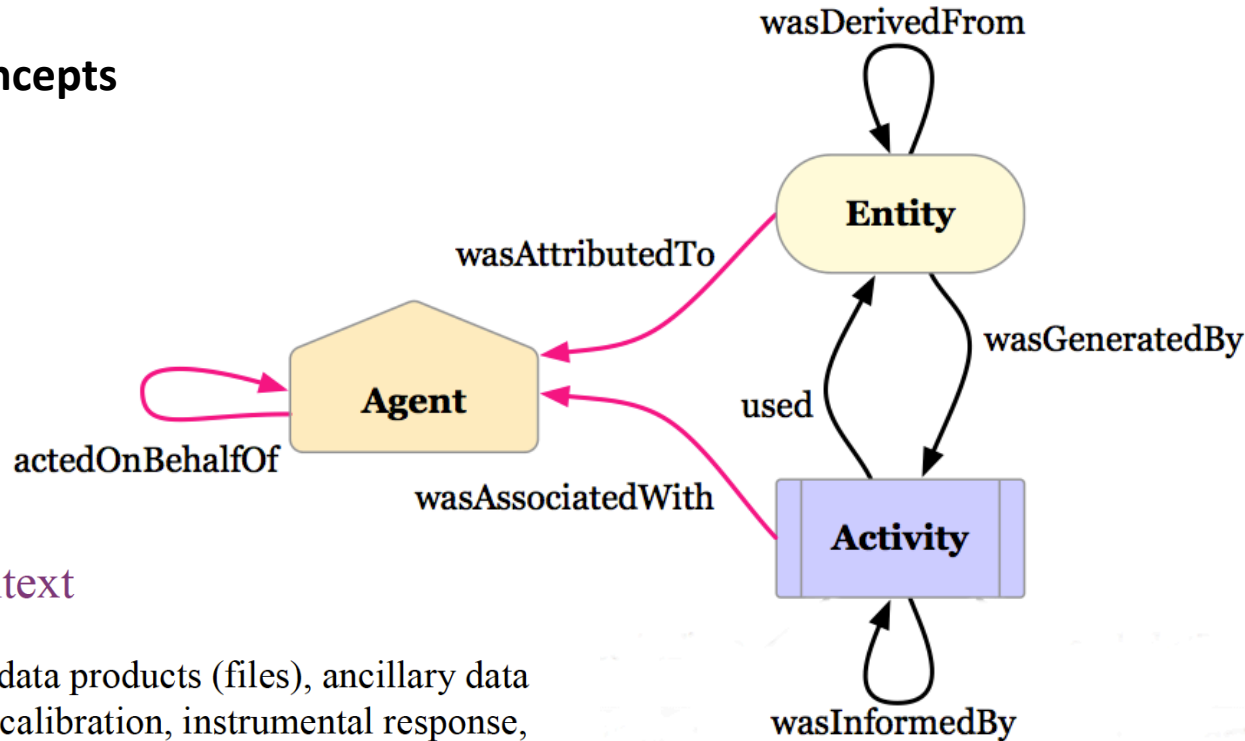 wasDerivedFrom
ncepts
Entity
wasAttributedTo
wasGeneratedBy
Agent
used
actedOnBehalfOf
wasAssociatedWith
Activity
text
data products (files), ancillary data
calibration, instrumental response,
wasInformedBy